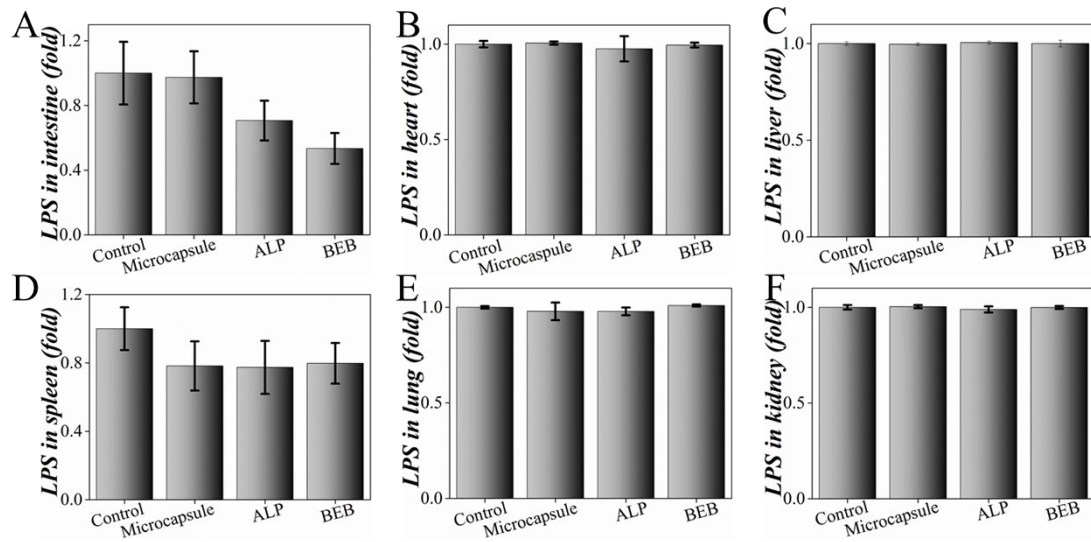 A
LPS in intestine (fold)
1.2
0.8
0.4
0.0
Control
Microcapsule
ALP
BEB
B
LPS in heart (fold)
1.0
0.5
0.0
Control
Microcaspule
ALP
BEB
C
LPS in liver (fold)
1.0
0.5
0.0
Control
Microcapsule
ALP
BEB
D
LPS in spleen (fold)
1.2
0.8
0.4
0.0
Control
Microcapsule
ALP
BEB
E
LPS in lung (fold)
1.0
0.5
0.0
Control
Microcapsule
ALP
BEB
F
LPS in kidney (fold)
1.0
0.5
0.0
Control
Microcapsule
ALP
BEB